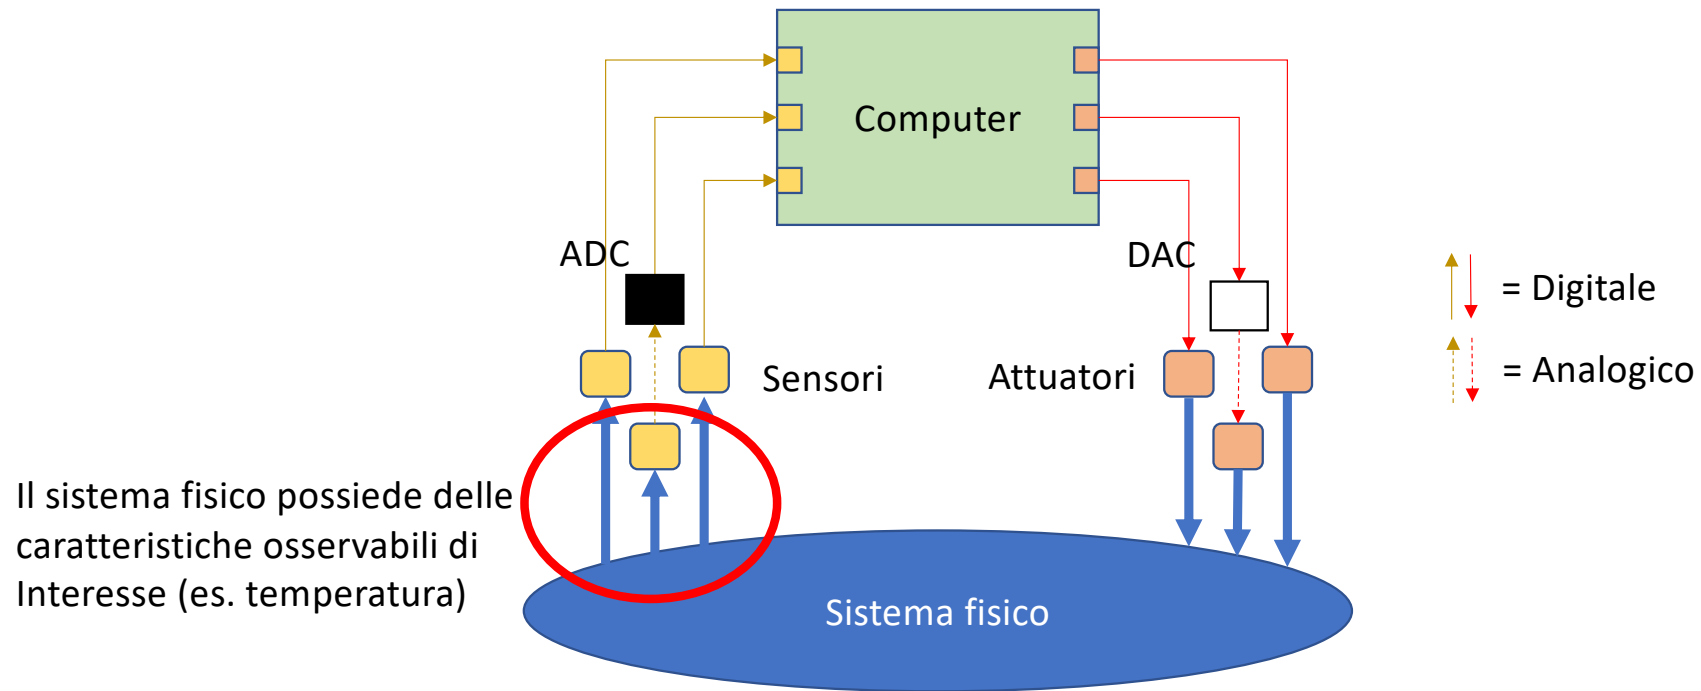 Computer
ADC
DAC
= Digitale
Sensori
Attuatori
= Analogico
Il sistema fisico possiede delle
caratteristiche osservabili di
Interesse (es. temperatura)
Sistema fisico